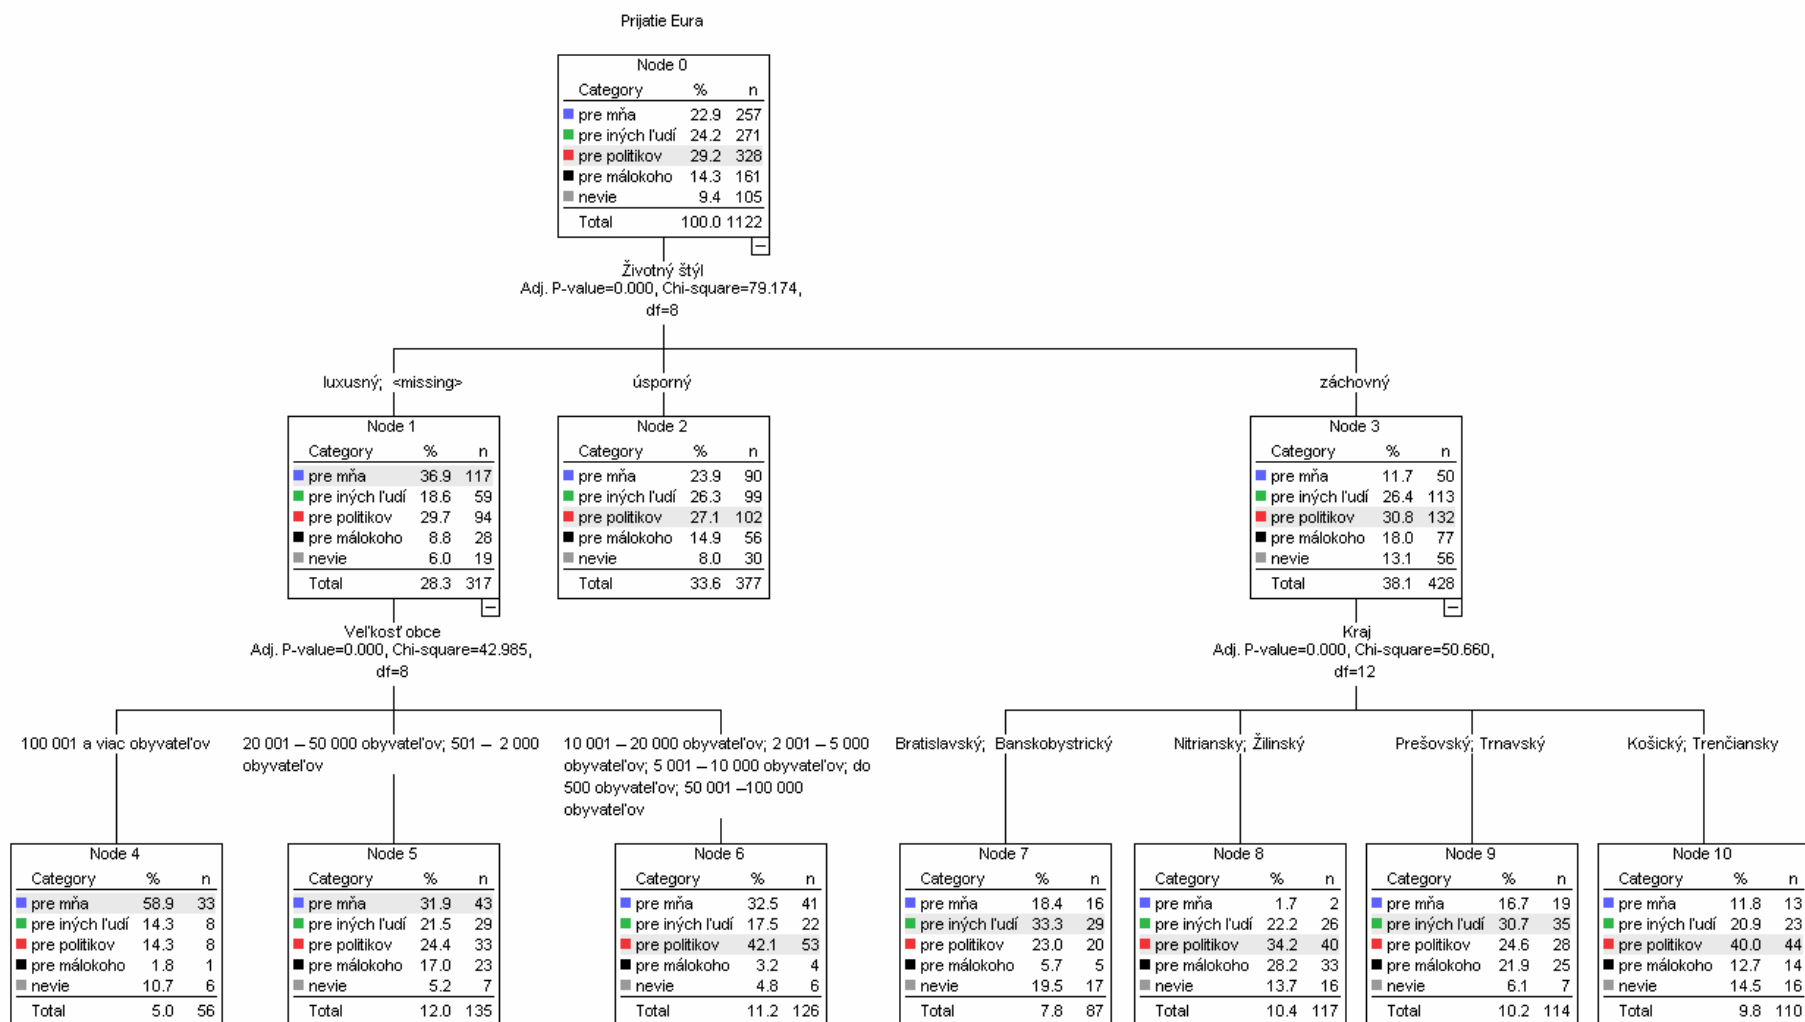 Prijatie Eura
Node 0
Category % n
pre mňa 22.9 257
pre iných ľudí 24.2 271
pre politikov 29.2 328
pre málokoho 14.3 161
nevie 9.4 105
Total 100.0 1122
Životný štýl
Adj. P-value=0.000, Chi-square=79.174,
df=8
luxusný; <missing>
úsporný
záchovný
Node 1
Category % n
pre mňa 36.9 117
pre iných ľudí 18.6 59
pre politikov 29.7 94
pre málokoho 8.8 28
nevie 6.0 19
Total 28.3 317
Node 2
Category % n
pre mňa 23.9 90
pre iných ľudí 26.3 99
pre politikov 27.1 102
pre málokoho 14.9 56
nevie 8.0 30
Total 33.6 377
Node 3
Category % n
pre mňa 11.7 50
pre iných ľudí 26.4 113
pre politikov 30.8 132
pre málokoho 18.0 77
nevie 13.1 56
Total 38.1 428
Veľkosť obce
Adj. P-value=0.000, Chi-square=42.985,
df=8
Kraj
Adj. P-value=0.000, Chi-square=50.660,
df=12
100 001 a viac obyvateľov
20 001 – 50 000 obyvateľov; 501 – 2 000
obyvateľov
10 001 – 20 000 obyvateľov; 2 001 – 5 000
obyvateľov; 5 001 – 10 000 obyvateľov; do
500 obyvateľov; 50 001 –100 000
obyvateľov
Bratislavský; Banskobystrický
Nitriansky; Žilinský
Prešovský; Trnavský
Košický; Trenčiansky
Node 4
Category % n
pre mňa 58.9 33
pre iných ľudí 14.3 8
pre politikov 14.3 8
pre málokoho 1.8 1
nevie 10.7 6
Total 5.0 56
Node 5
Category % n
pre mňa 31.9 43
pre iných ľudí 21.5 29
pre politikov 24.4 33
pre málokoho 17.0 23
nevie 5.2 7
Total 12.0 135
Node 6
Category % n
pre mňa 32.5 41
pre iných ľudí 17.5 22
pre politikov 42.1 53
pre málokoho 3.2 4
nevie 4.8 6
Total 11.2 126
Node 7
Category % n
pre mňa 18.4 16
pre iných ľudí 33.3 29
pre politikov 23.0 20
pre málokoho 5.7 5
nevie 19.5 17
Total 7.8 87
Node 8
Category % n
pre mňa 1.7 2
pre iných ľudí 22.2 26
pre politikov 34.2 40
pre málokoho 28.2 33
nevie 13.7 16
Total 10.4 117
Node 9
Category % n
pre mňa 16.7 19
pre iných ľudí 30.7 35
pre politikov 24.6 28
pre málokoho 21.9 25
nevie 6.1 7
Total 10.2 114
Node 10
Category % n
pre mňa 11.8 13
pre iných ľudí 20.9 23
pre politikov 40.0 44
pre málokoho 12.7 14
nevie 14.5 16
Total 9.8 110